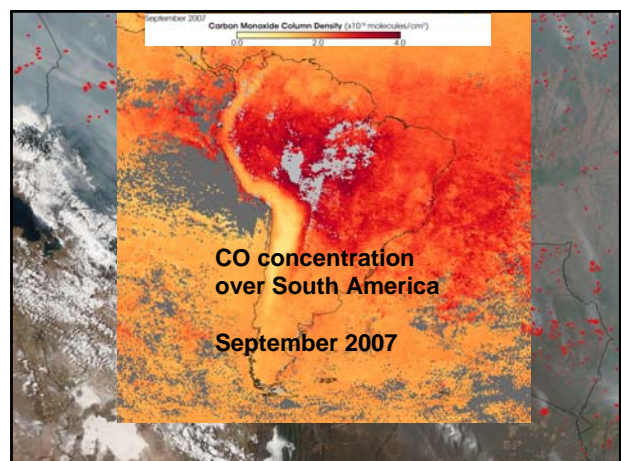 September 2007
Carbon Monoxide Column Density (x10¹⁸ molecules/cm²)
0.0 2.0 4.0
CO concentration
over South America
September 2007